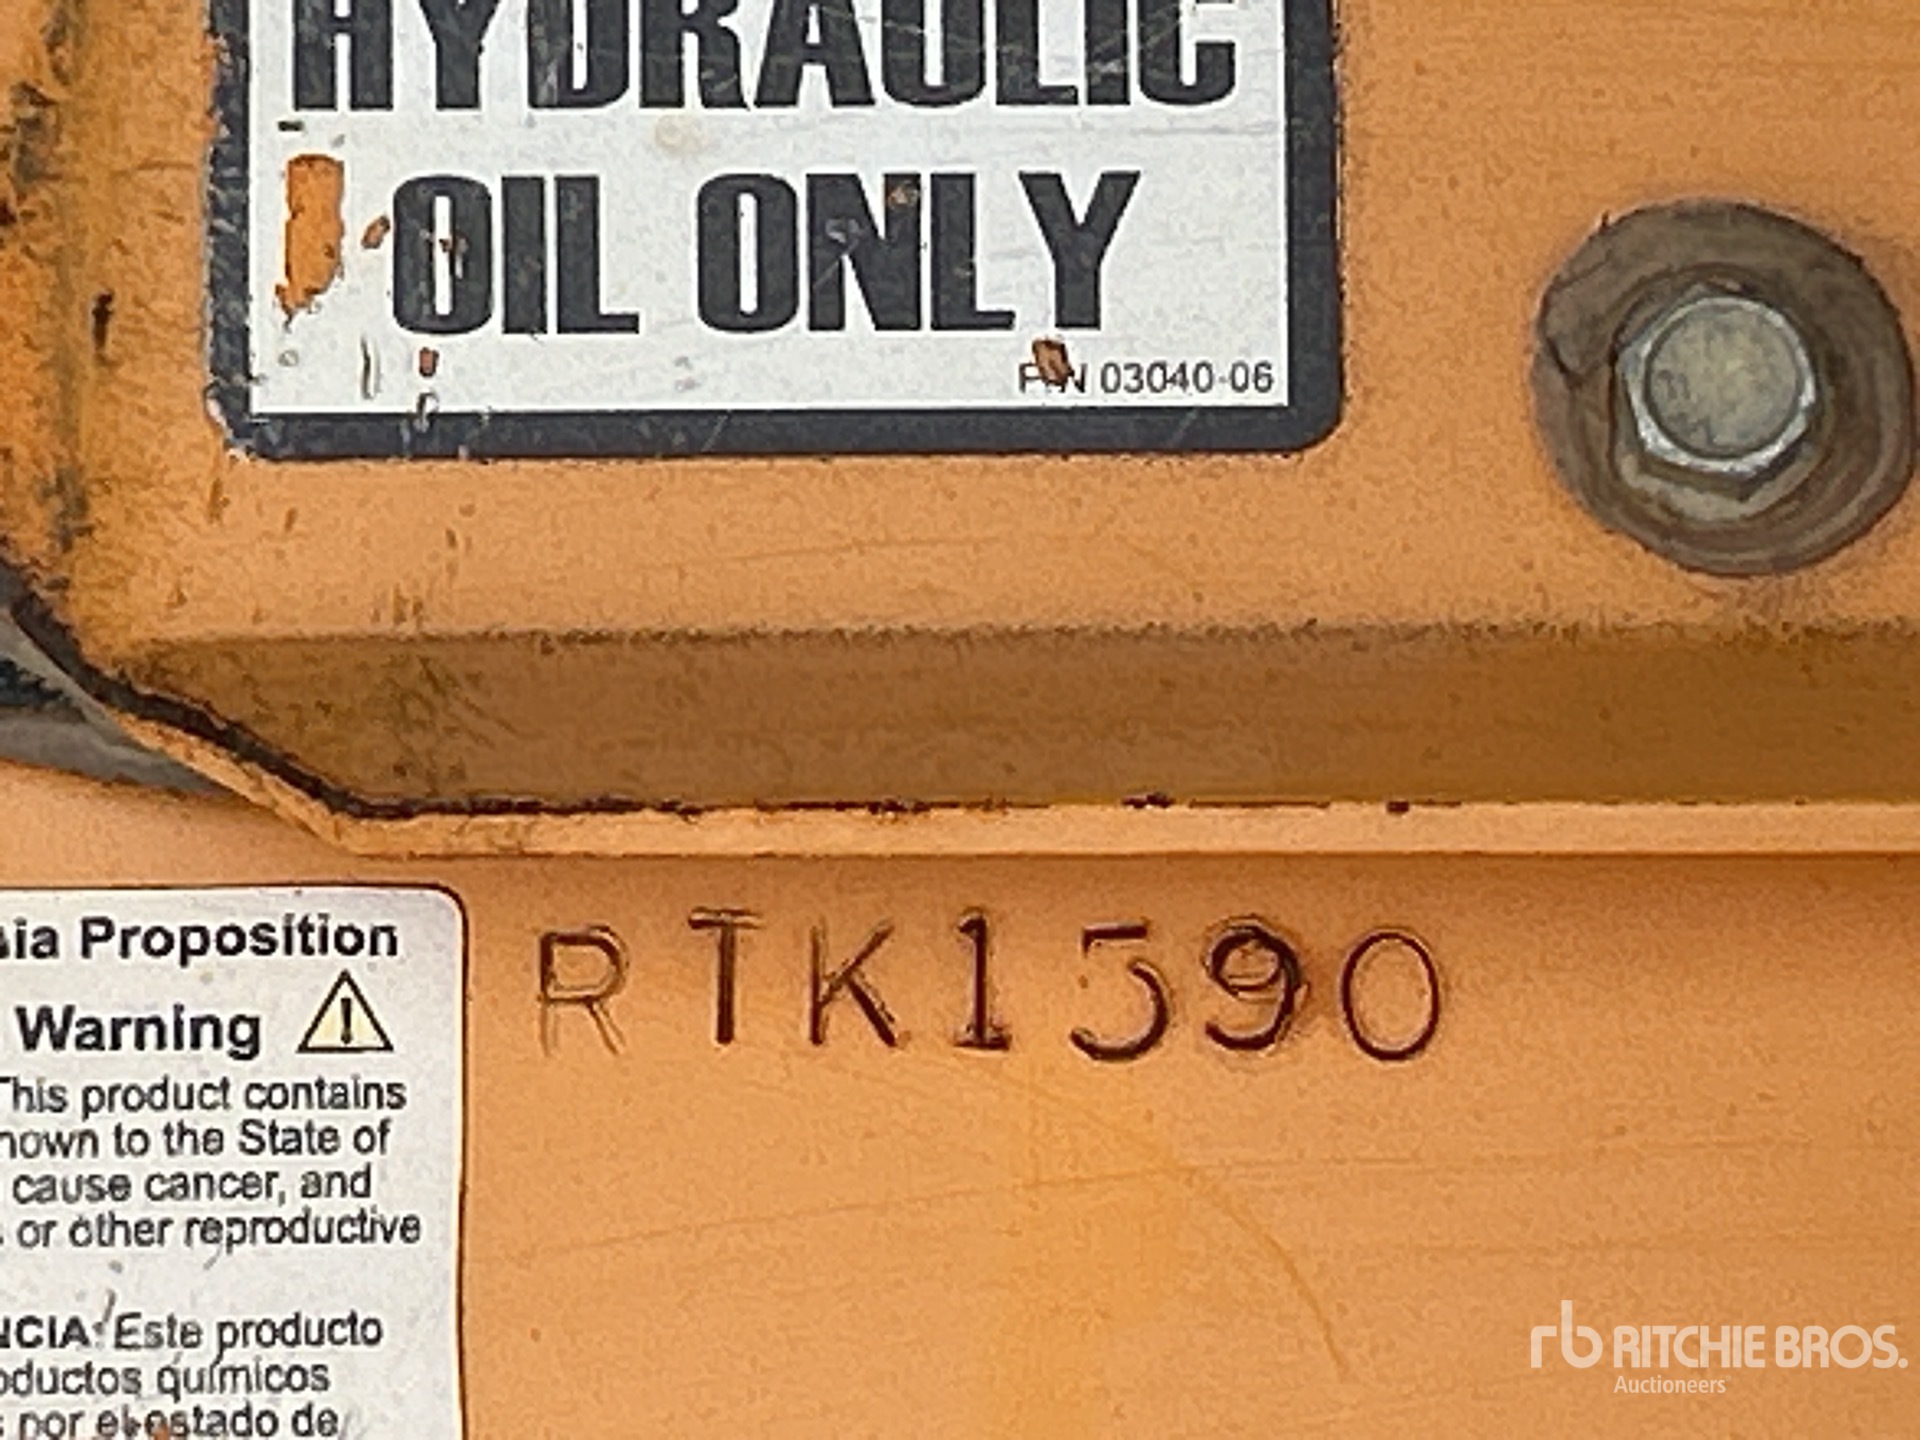 HYDRAULIC
OIL ONLY
P/N 03040-06
RTK1590
Proposition
Warning
This product contains
to the State of
cause cancer, and
or other reproductive
Este producto
químicos
por el estado de
rb RITCHIE BROS.
Auctioneers